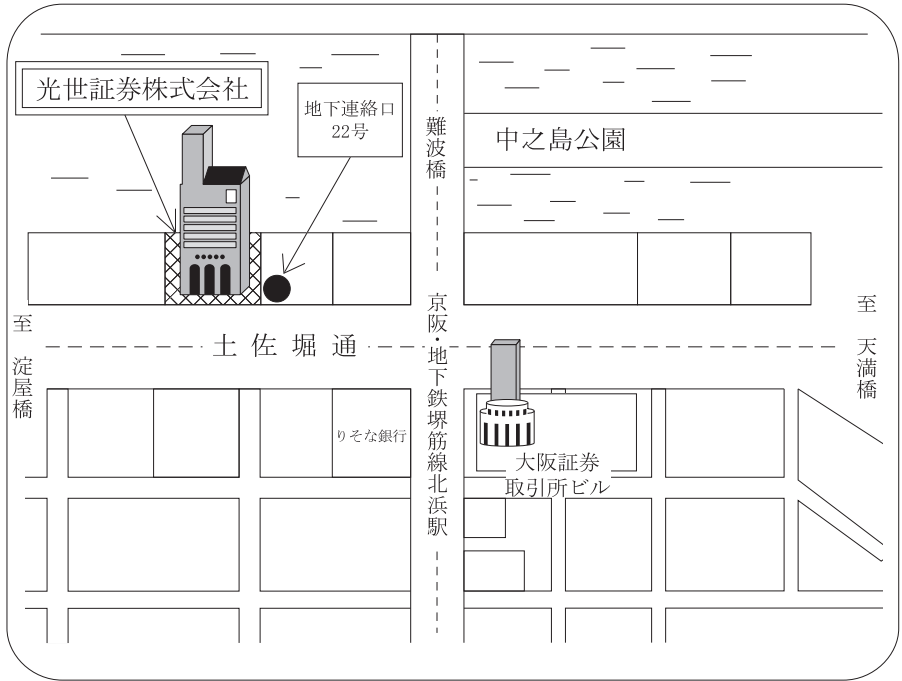 光世証券株式会社
地下連絡口
22号
難波橋
中之島公園
京阪・地下鉄堺筋線北浜駅
至 淀屋橋
土佐堀通
至 天満橋
りそな銀行
大阪証券
取引所ビル